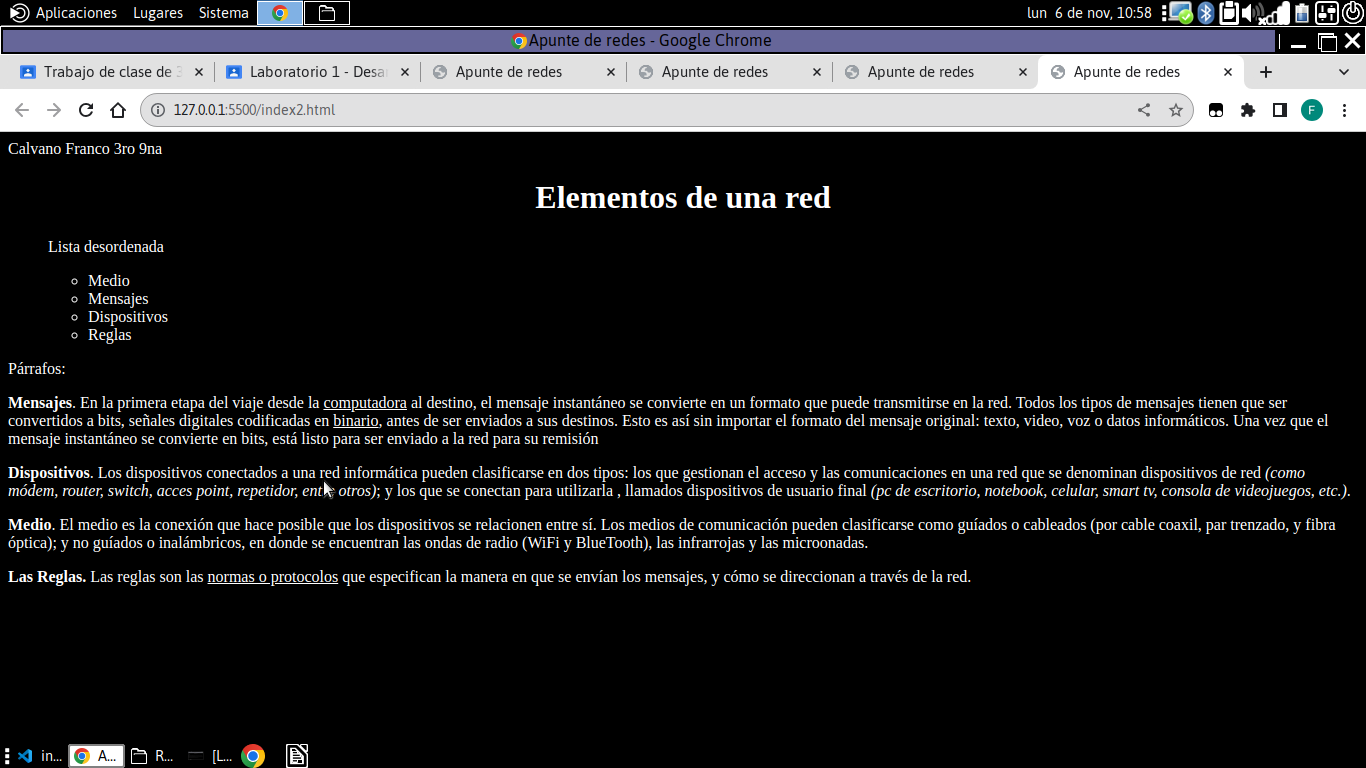 Aplicaciones Lugares Sistema lun 6 de nov, 10:58
Apunte de redes - Google Chrome
Trabajo de clase de 3 Laboratorio 1 - Desa Apunte de redes Apunte de redes Apunte de redes Apunte de redes
127.0.0.1:5500/index2.html F
Calvano Franco 3ro 9na
Elementos de una red
Lista desordenada
Medio
Mensajes
Dispositivos
Reglas
Párrafos:
Mensajes. En la primera etapa del viaje desde la computadora al destino, el mensaje instantáneo se convierte en un formato que puede transmitirse en la red. Todos los tipos de mensajes tienen que ser
convertidos a bits, señales digitales codificadas en binario, antes de ser enviados a sus destinos. Esto es así sin importar el formato del mensaje original: texto, video, voz o datos informáticos. Una vez que el
mensaje instantáneo se convierte en bits, está listo para ser enviado a la red para su remisión
Dispositivos. Los dispositivos conectados a una red informática pueden clasificarse en dos tipos: los que gestionan el acceso y las comunicaciones en una red que se denominan dispositivos de red (como
módem, router, switch, acces point, repetidor, entre otros); y los que se conectan para utilizarla , llamados dispositivos de usuario final (pc de escritorio, notebook, celular, smart tv, consola de videojuegos, etc.).
Medio. El medio es la conexión que hace posible que los dispositivos se relacionen entre sí. Los medios de comunicación pueden clasificarse como guíados o cableados (por cable coaxil, par trenzado, y fibra
óptica); y no guíados o inalámbricos, en donde se encuentran las ondas de radio (WiFi y BlueTooth), las infrarrojas y las microonadas.
Las Reglas. Las reglas son las normas o protocolos que especifican la manera en que se envían los mensajes, y cómo se direccionan a través de la red.
in... A... R... [L...